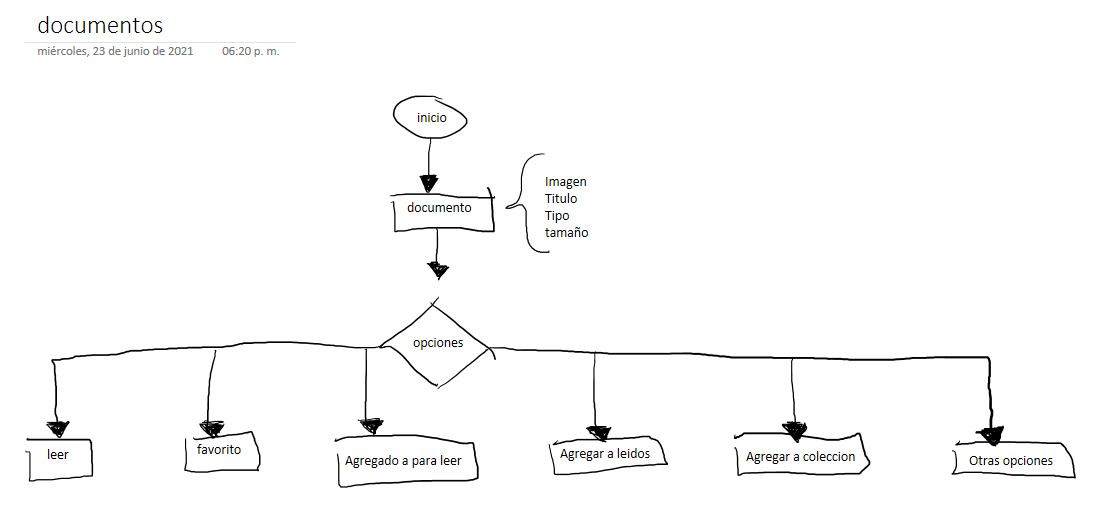 documentos
miércoles, 23 de junio de 2021 06:20 p. m.
inicio
documento
Imagen
Titulo
Tipo
tamaño
opciones
leer
favorito
Agregado a para leer
Agregar a leidos
Agregar a coleccion
Otras opciones